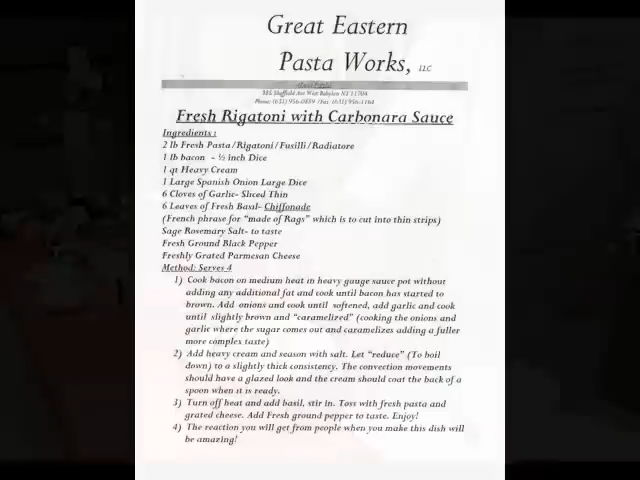 Great Eastern
Pasta Works, LLC
Fresh Rigatoni with Carbonara Sauce
Ingredients :
2 lb Fresh Pasta/Rigatoni/Fusilli/Radiatore
1 lb bacon - ½ inch Dice
1 qt Heavy Cream
1 Large Spanish Onion Large Dice
6 Cloves of Garlic- Sliced Thin
6 Leaves of Fresh Basil- Chiffonade
(French phrase for "made of Rags" which is to cut into thin strips)
Sage Rosemary Salt- to taste
Fresh Ground Black Pepper
Freshly Grated Parmesan Cheese
Method: Serves 4
1) Cook bacon on medium heat in heavy gauge sauce pot without
adding any additional fat and cook until bacon has started to
brown. Add onions and cook until softened, add garlic and cook
until slightly brown and "caramelized" (cooking the onions and
garlic where the sugar comes out and caramelizes adding a fuller
more complex taste)
2) Add heavy cream and season with salt. Let "reduce" (To boil
down) to a slightly thick consistency. The convection movements
should have a glazed look and the cream should coat the back of a
spoon when it is ready.
3) Turn off heat and add basil, stir in. Toss with fresh pasta and
grated cheese. Add Fresh ground pepper to taste. Enjoy!
4) The reaction you will get from people when you make this dish will
be amazing!